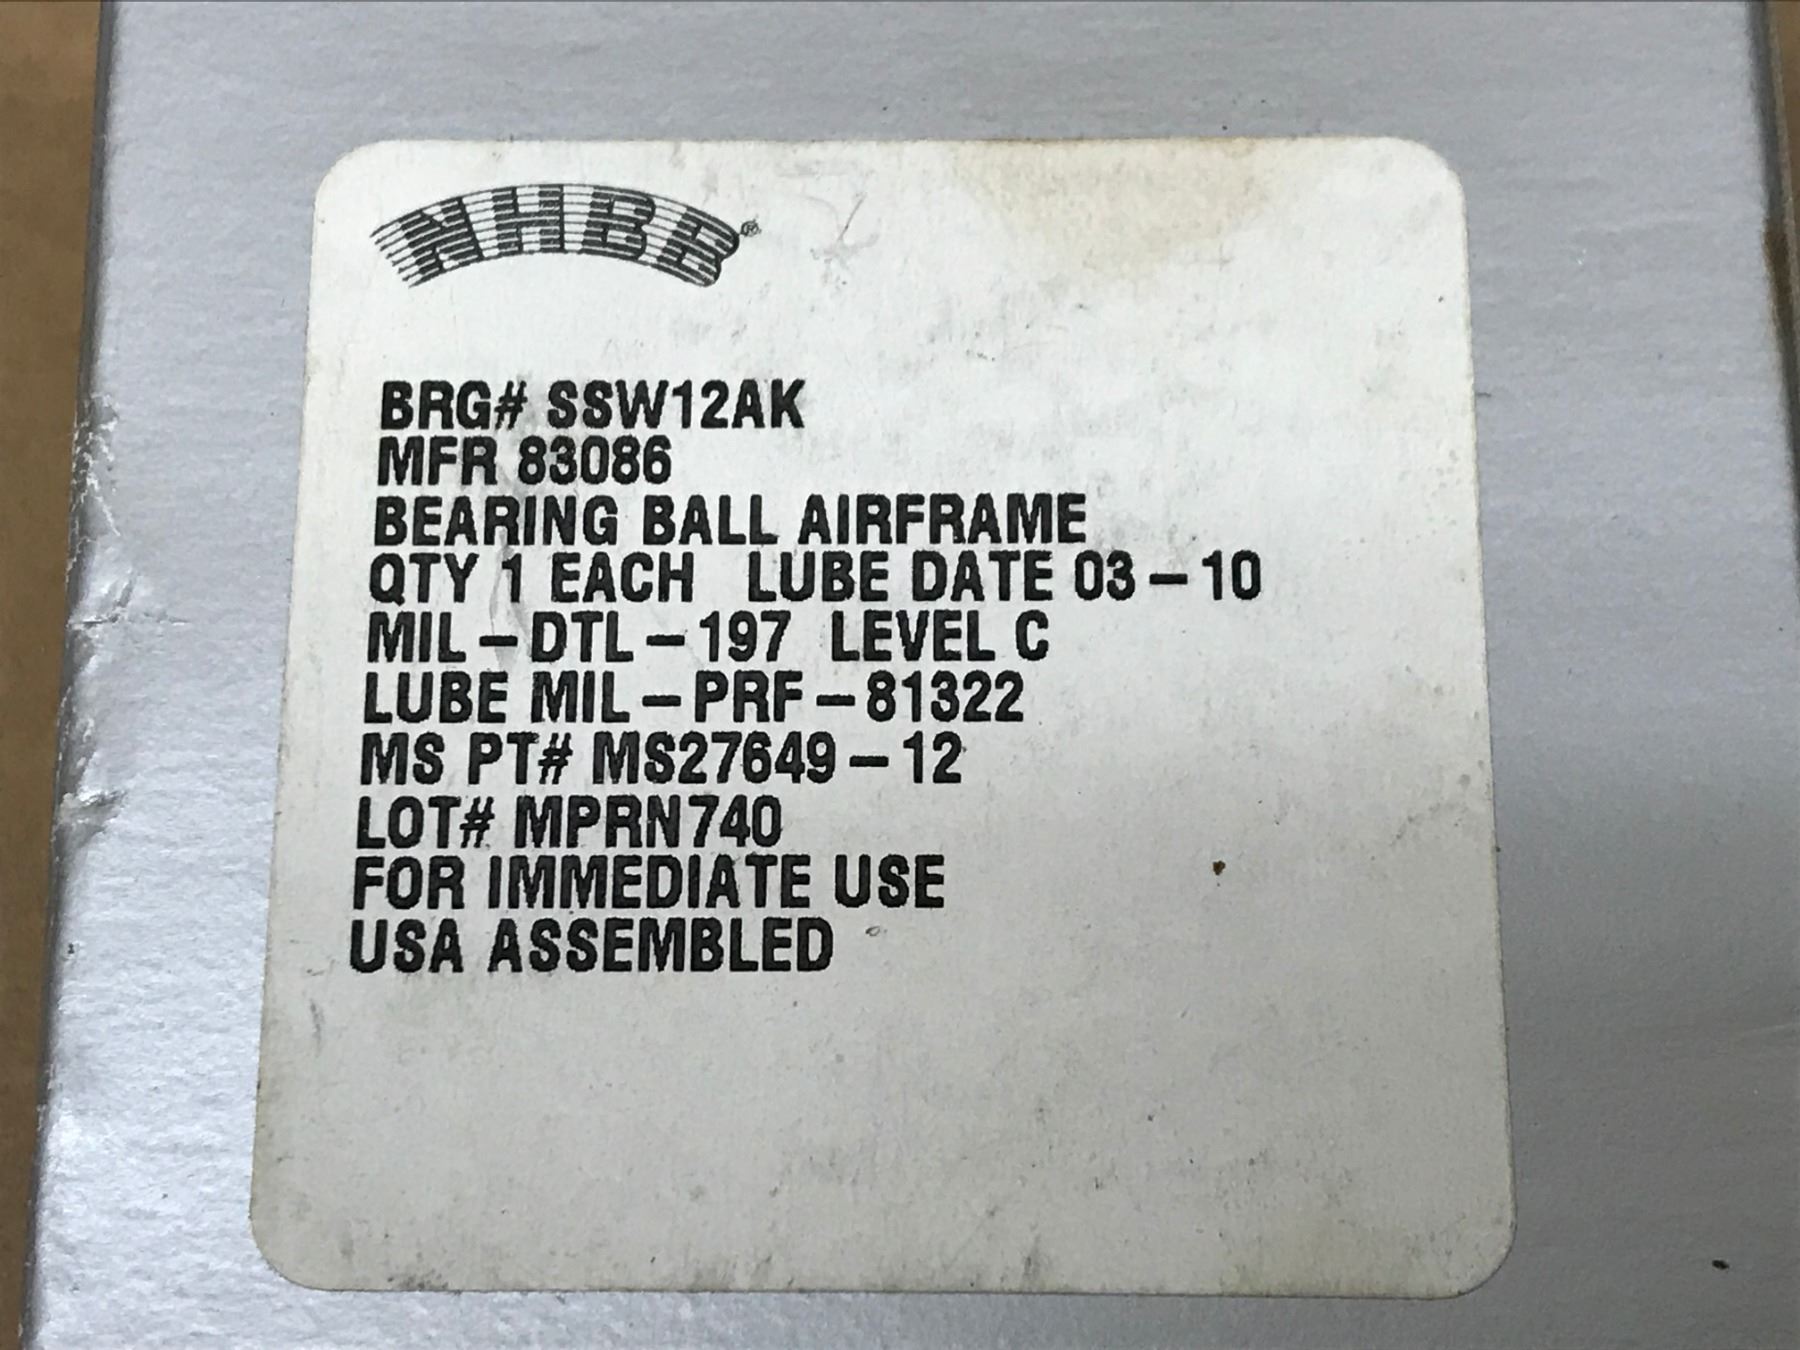 NHBB®
BRG# SSW12AK
MFR 83086
BEARING BALL AIRFRAME
QTY 1 EACH LUBE DATE 03-10
MIL-DTL-197 LEVEL C
LUBE MIL-PRF-81322
MS PT# MS27649-12
LOT# MPRN740
FOR IMMEDIATE USE
USA ASSEMBLED